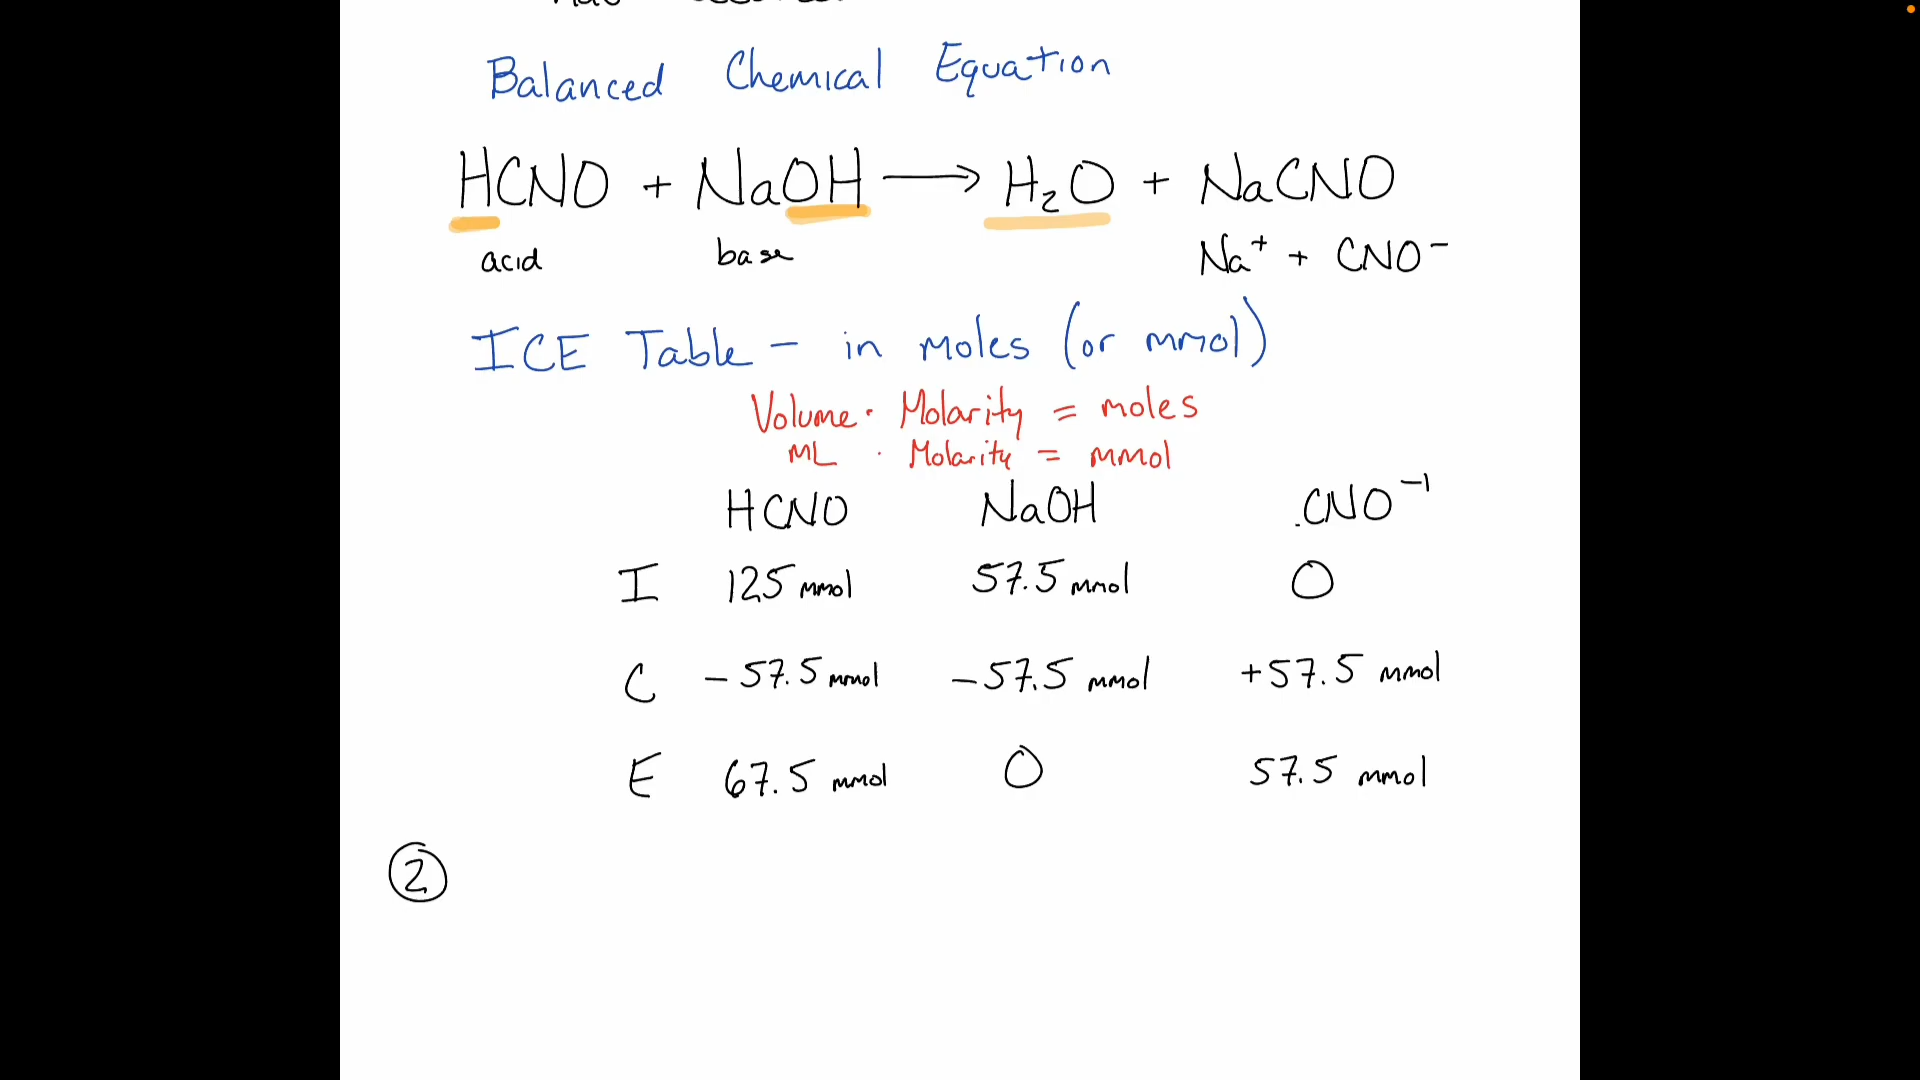 Balanced Chemical Equation
HCNO + NaOH → H₂O + NaCNO
acid base Na⁺ + CNO⁻
ICE Table - in moles (or mmol)
Volume · Molarity = moles
mL · Molarity = mmol
HCNO NaOH CNO⁻¹
I 125 mmol 57.5 mmol 0
C -57.5 mmol -57.5 mmol +57.5 mmol
E 67.5 mmol 0 57.5 mmol
②